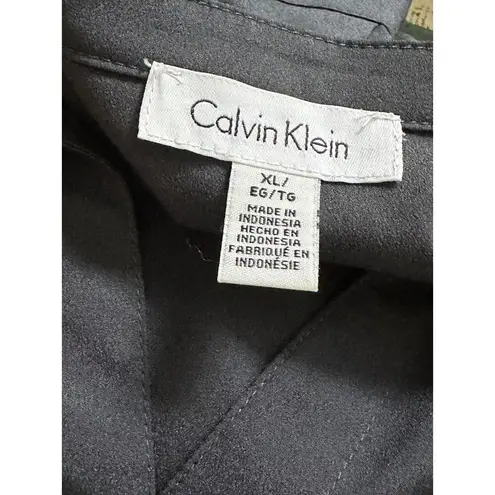 Calvin Klein
XL/
EG/TG
MADE IN
INDONESIA
HECHO EN
INDONESIA
FABRIQUÉ EN
INDONÉSIE